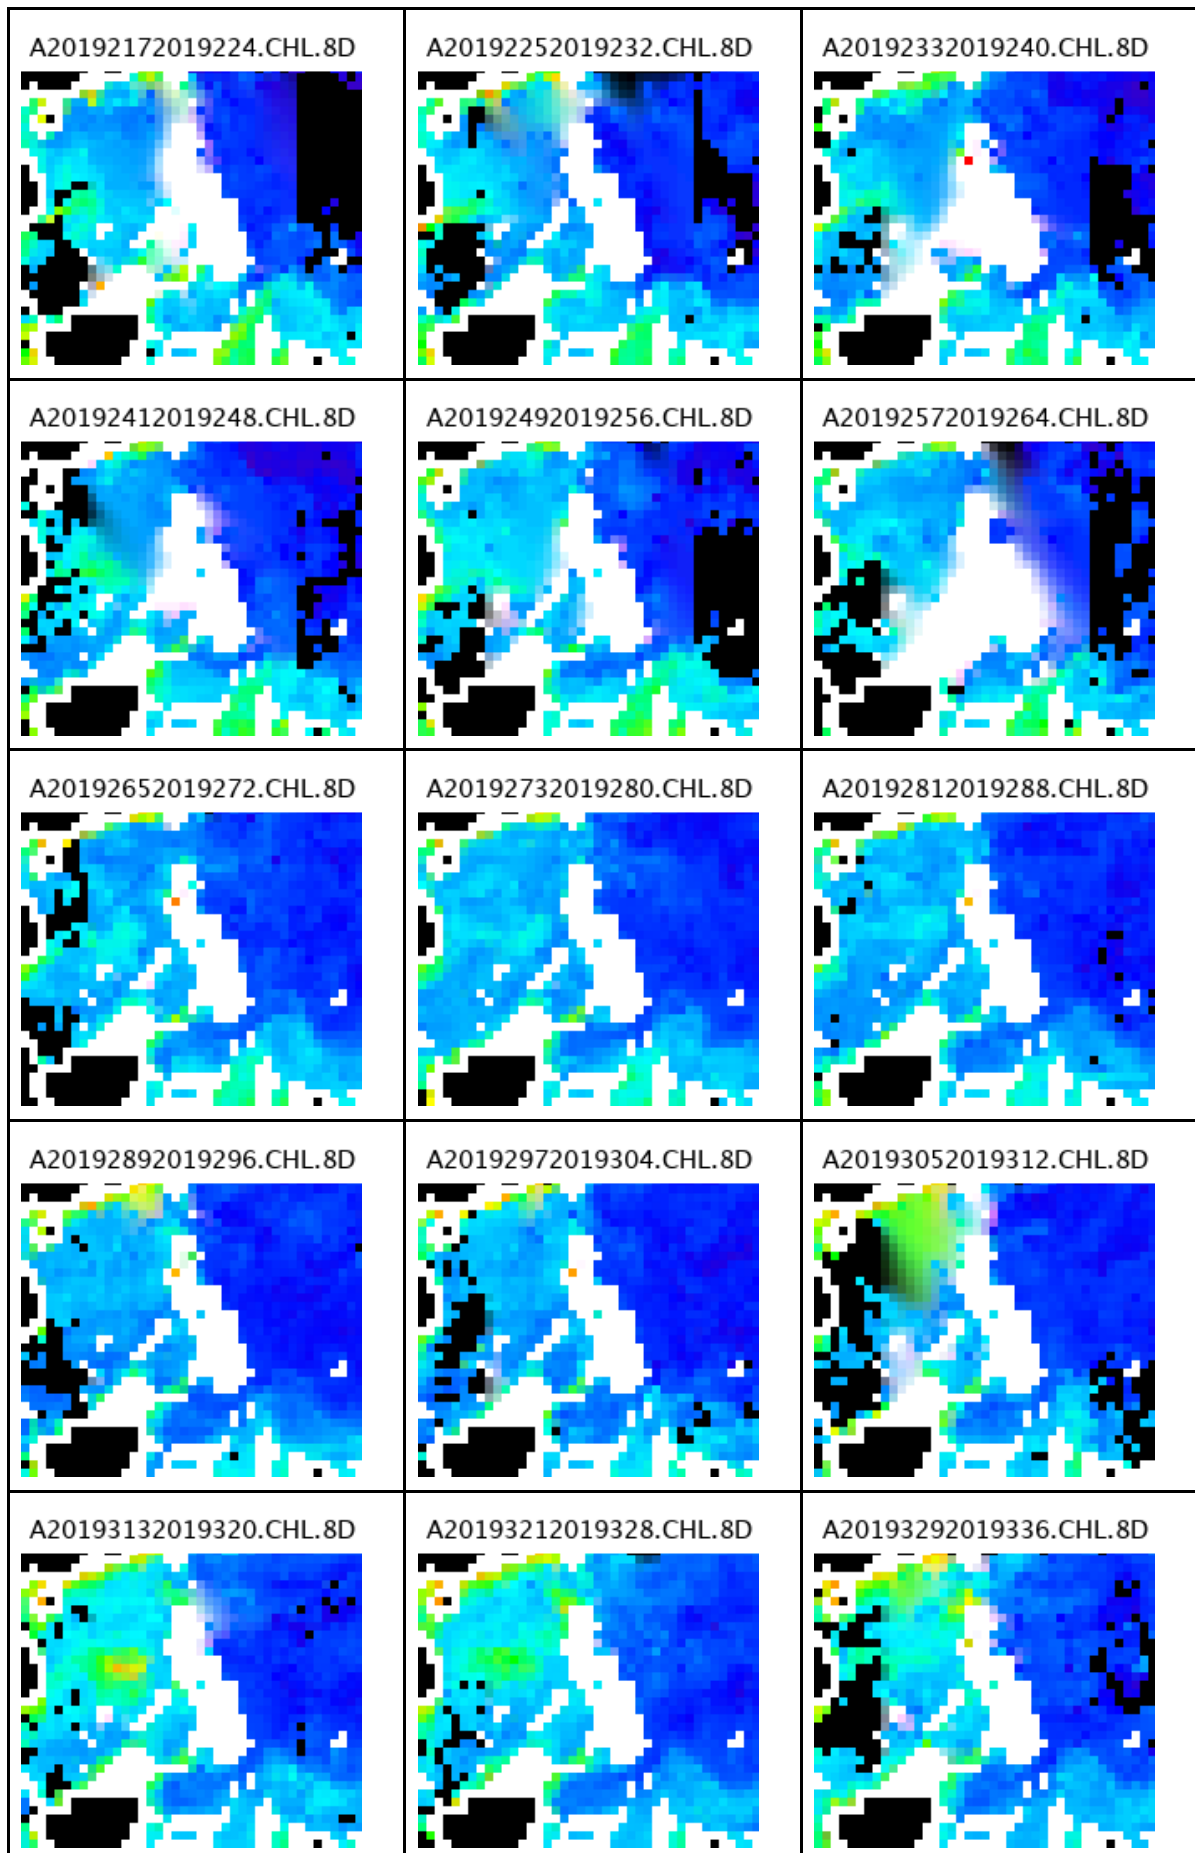 A20192172019224.CHL.8D
A20192252019232.CHL.8D
A20192332019240.CHL.8D
A20192412019248.CHL.8D
A20192492019256.CHL.8D
A20192572019264.CHL.8D
A20192652019272.CHL.8D
A20192732019280.CHL.8D
A20192812019288.CHL.8D
A20192892019296.CHL.8D
A20192972019304.CHL.8D
A20193052019312.CHL.8D
A20193132019320.CHL.8D
A20193212019328.CHL.8D
A20193292019336.CHL.8D